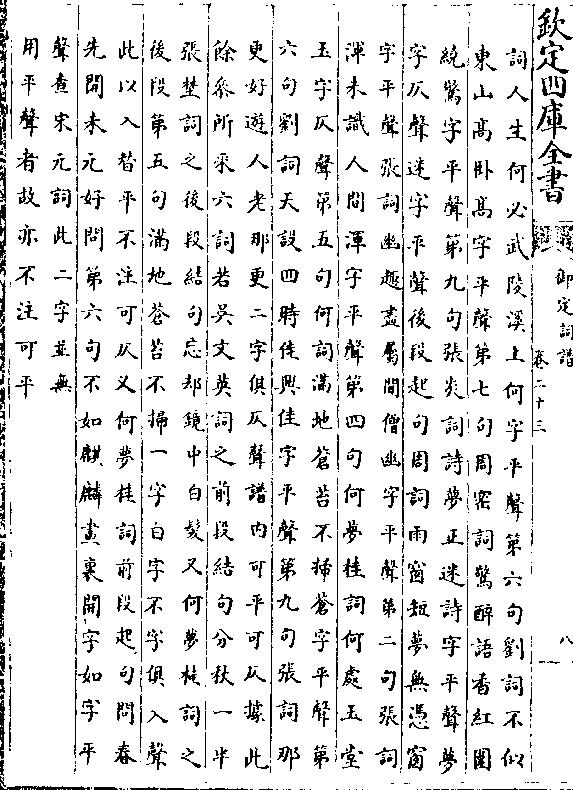 欽定四庫全書
御定詞譜
卷二十三
八
詞人生何必武陵溪上何字平聲第六句劉詞不似
東山髙卧髙字平聲第七句周宻詞驚醉語香紅圍
繞驚字平聲第九句張炎詞詩夢正迷詩字平聲夢
字仄聲迷字平聲後段起句周詞雨窗短夢無憑窗
字平聲張詞幽趣盡屬閒僧幽字平聲第二句張詞
渾未識人間渾字平聲第四句何夢桂詞何處玉堂
玉字仄聲第五句何詞滿地蒼苔不掃蒼字平聲第
六句劉詞天設四時佳興佳字平聲第九句張詞那
更好遊人老那更二字俱仄聲譜内可平可仄據此
餘叅所采六詞若吳文英詞之前段結句分秋一半
張埜詞之後段結句忘却鏡中白髮又何夢桂詞之
後段第五句滿地蒼苔不掃一字白字不字俱入聲
此以入替平不注可仄又何夢桂詞前段起句問春
先問未元好問第六句不如麒麟畫裏開字如字平
聲查宋元詞此二字並無
用平聲者故亦不注可平